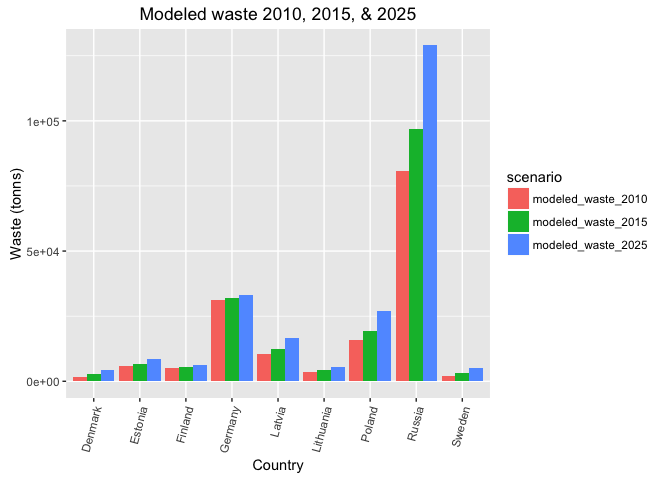 Modeled waste 2010, 2015, & 2025
Waste (tonns)
1e+05
5e+04
0e+00
Denmark
Estonia
Finland
Germany
Latvia
Lithuania
Poland
Russia
Sweden
Country
scenario
modeled_waste_2010
modeled_waste_2015
modeled_waste_2025